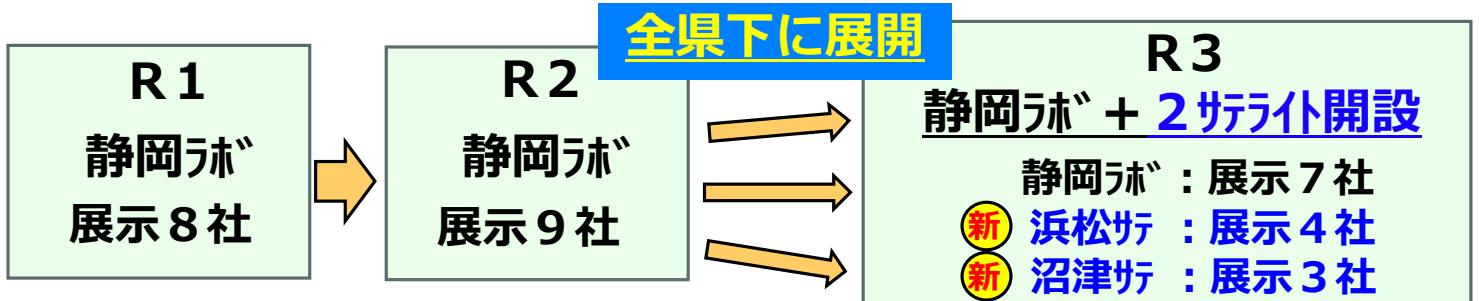 全県下に展開
R1
静岡ﾗﾎﾞ
展示8社
R2
静岡ﾗﾎﾞ
展示9社
R3
静岡ﾗﾎﾞ+2ｻﾃﾗｲﾄ開設
静岡ﾗﾎﾞ:展示7社
新 浜松ｻﾃ :展示4社
新 沼津ｻﾃ :展示3社